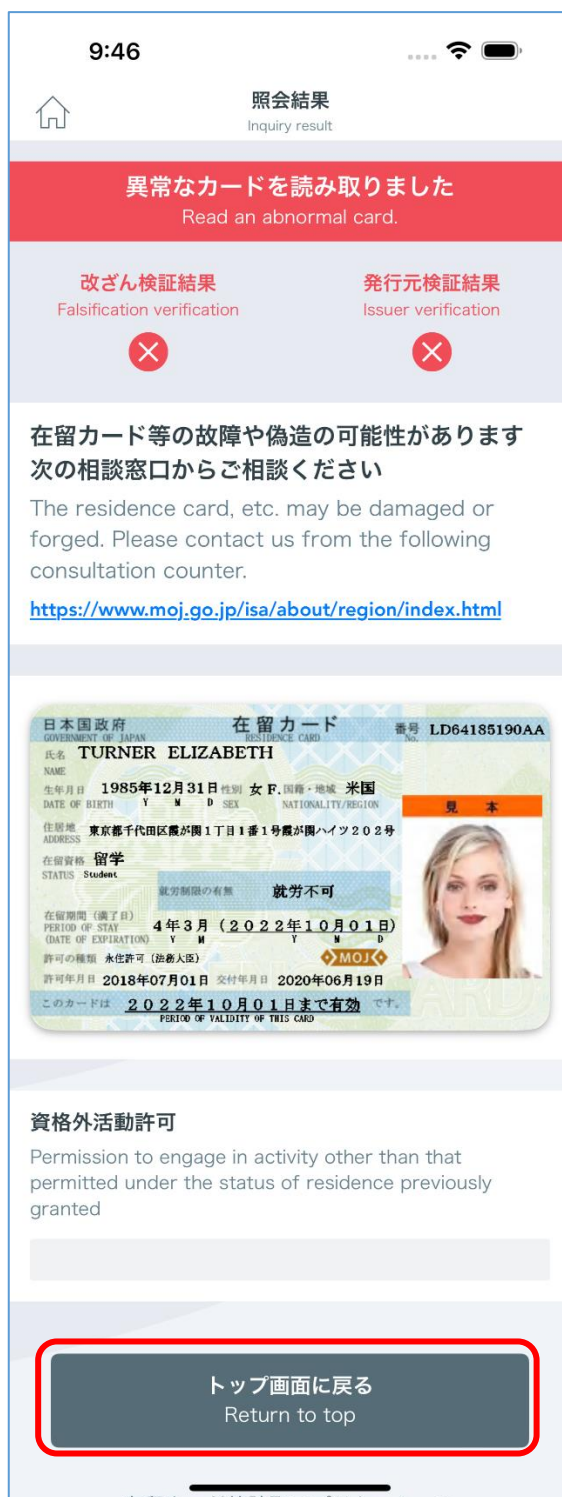 9:46
照会結果
Inquiry result
異常なカードを読み取りました
Read an abnormal card.
改ざん検証結果
Falsification verification
発行元検証結果
Issuer verification
在留カード等の故障や偽造の可能性があります
次の相談窓口からご相談ください
The residence card, etc. may be damaged or
forged. Please contact us from the following
consultation counter.
https://www.moj.go.jp/isa/about/region/index.html
日本国政府 在留カード 番号 LD64185190AA
GOVERNMENT OF JAPAN RESIDENCE CARD No.
氏名 TURNER ELIZABETH
NAME
生年月日 1985年12月31日 性別 女 F. 国籍・地域 米国
DATE OF BIRTH Y M D SEX NATIONALITY/REGION
見本
住居地 東京都千代田区霞が関1丁目1番1号霞が関ハイツ202号
ADDRESS
在留資格 留学
STATUS Student
就労制限の有無 就労不可
在留期間(満了日)
PERIOD OF STAY 4年3月(2022年10月01日)
(DATE OF EXPIRATION) Y M Y M D
許可の種類 永住許可(法務大臣) MOJ
許可年月日 2018年07月01日 交付年月日 2020年06月19日
このカードは 2022年10月01日まで有効 です。
PERIOD OF VALIDITY OF THIS CARD
資格外活動許可
Permission to engage in activity other than that
permitted under the status of residence previously
granted
トップ画面に戻る
Return to top